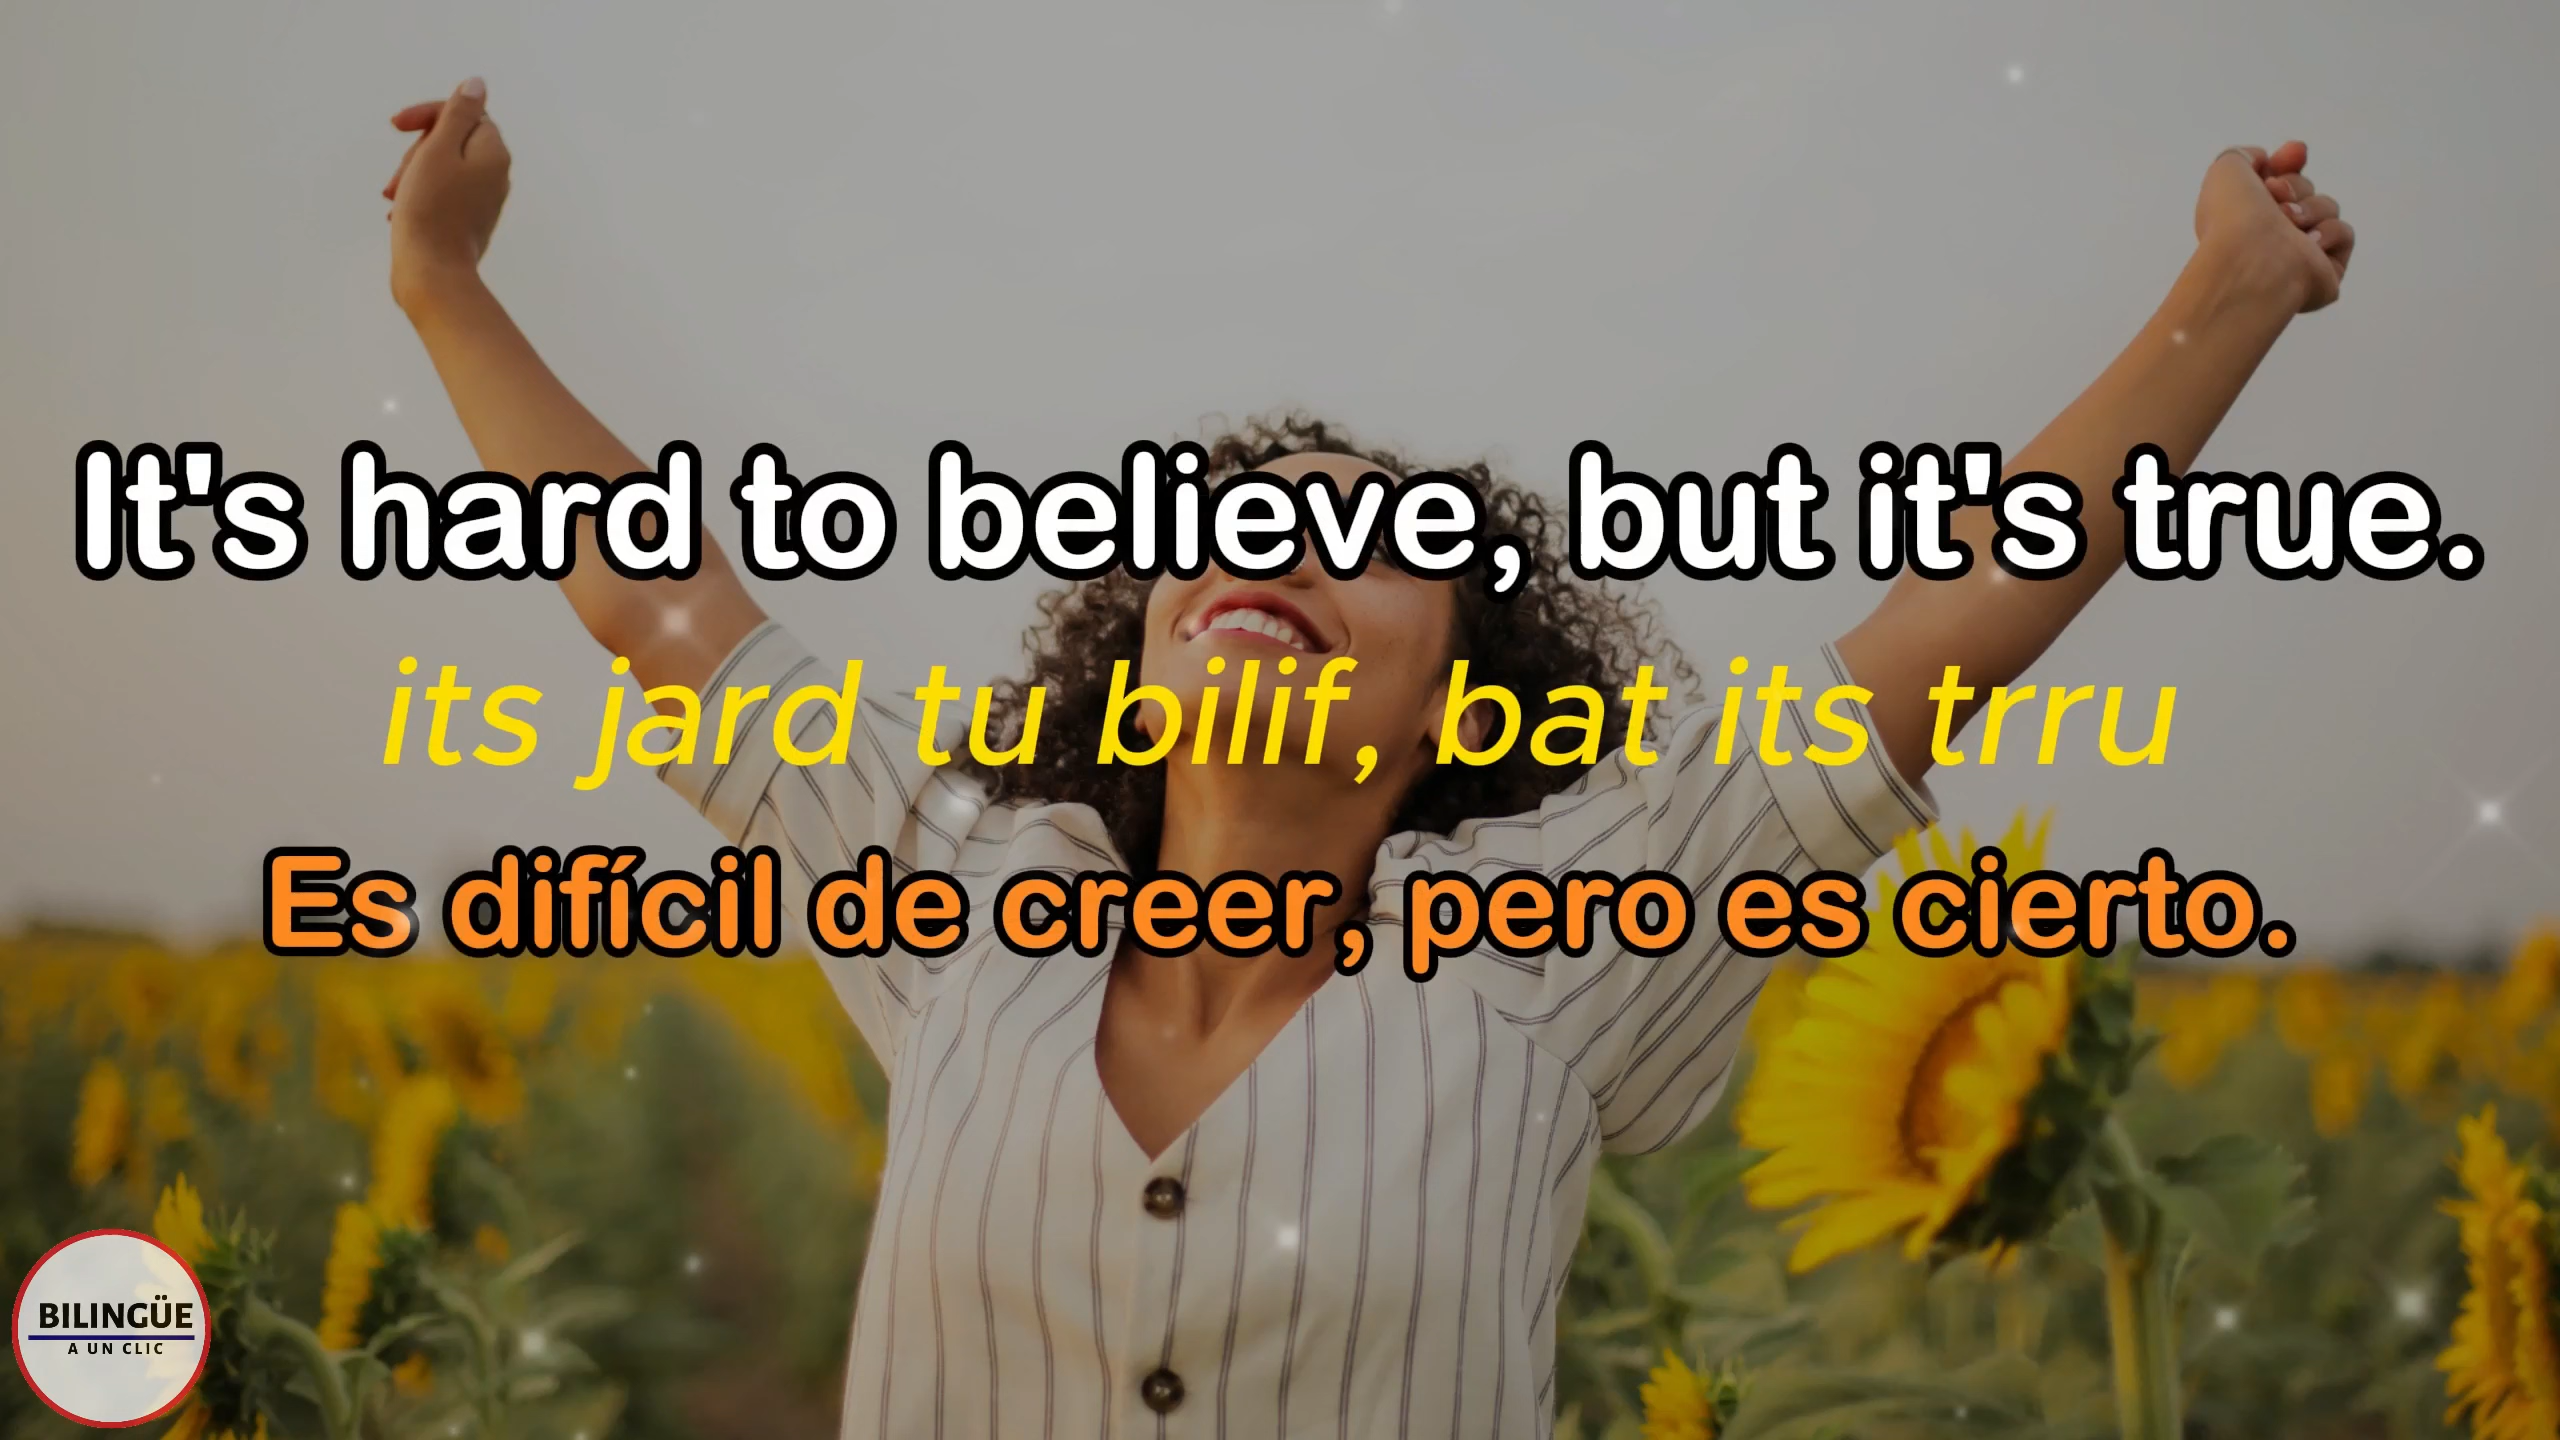 It's hard to believe, but it's true.
its jard tu bilif, bat its trru
Es difícil de creer, pero es cierto.
BILINGÜE
A UN CLIC